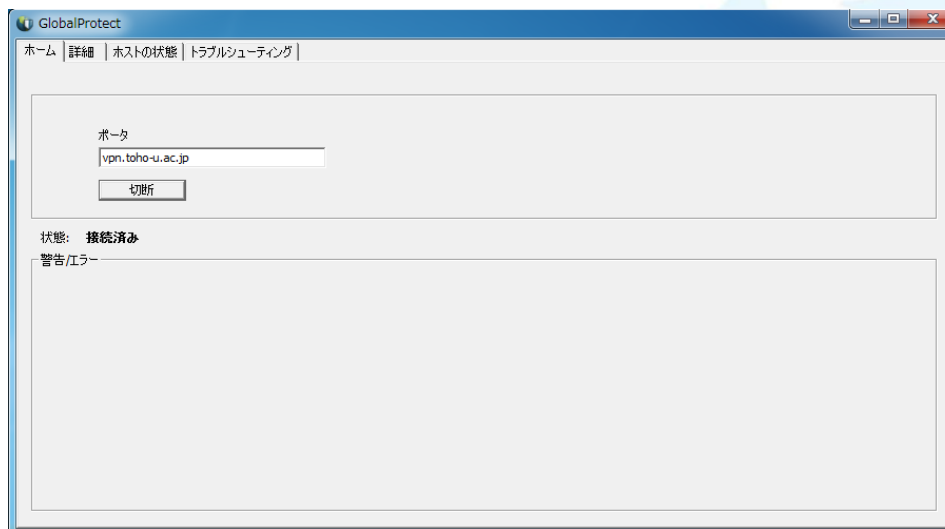 GlobalProtect
ホーム 詳細 ホストの状態 トラブルシューティング
ポータ
vpn.toho-u.ac.jp
切断
状態: 接続済み
警告/エラー